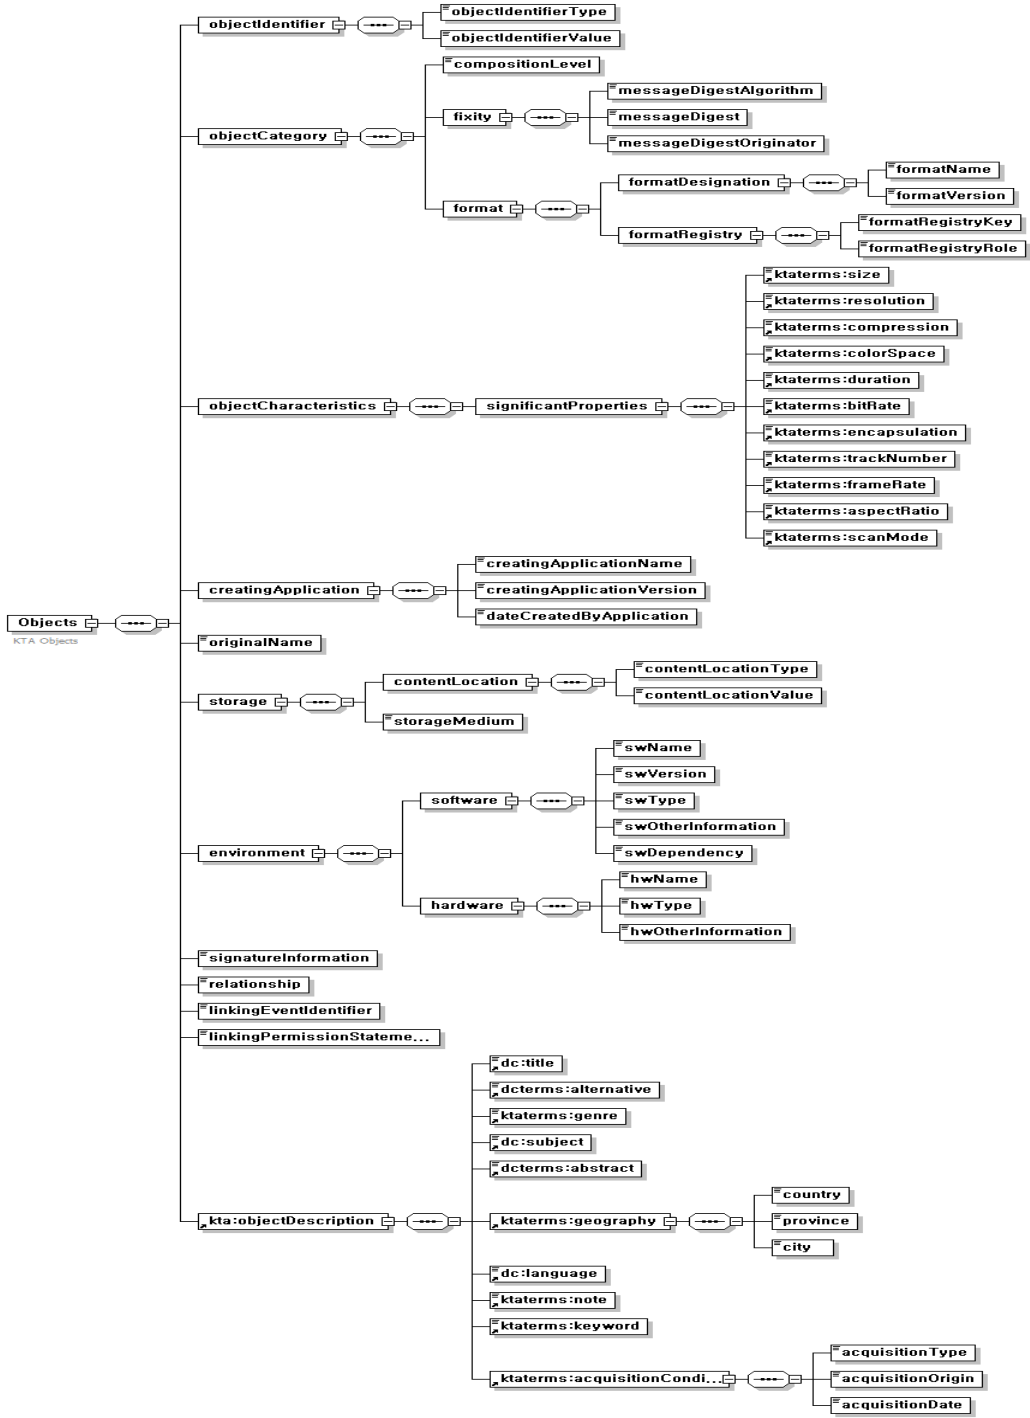 objectIdentifier
objectIdentifierType
objectIdentifierValue
objectCategory
compositionLevel
fixity
messageDigestAlgorithm
messageDigest
messageDigestOriginator
format
formatDesignation
formatName
formatVersion
formatRegistry
formatRegistryKey
formatRegistryRole
objectCharacteristics
significantProperties
ktaterms:size
ktaterms:resolution
ktaterms:compression
ktaterms:colorSpace
ktaterms:duration
ktaterms:bitRate
ktaterms:encapsulation
ktaterms:trackNumber
ktaterms:frameRate
ktaterms:aspectRatio
ktaterms:scanMode
creatingApplication
creatingApplicationName
creatingApplicationVersion
dateCreatedByApplication
Objects
KTA Objects
originalName
storage
contentLocation
contentLocationType
contentLocationValue
storageMedium
environment
software
swName
swVersion
swType
swOtherInformation
swDependency
hardware
hwName
hwType
hwOtherInformation
signatureInformation
relationship
linkingEventIdentifier
linkingPermissionStateme...
kta:objectDescription
dc:title
dcterms:alternative
ktaterms:genre
dc:subject
dcterms:abstract
ktaterms:geography
country
province
city
dc:language
ktaterms:note
ktaterms:keyword
ktaterms:acquisitionCondi...
acquisitionType
acquisitionOrigin
acquisitionDate